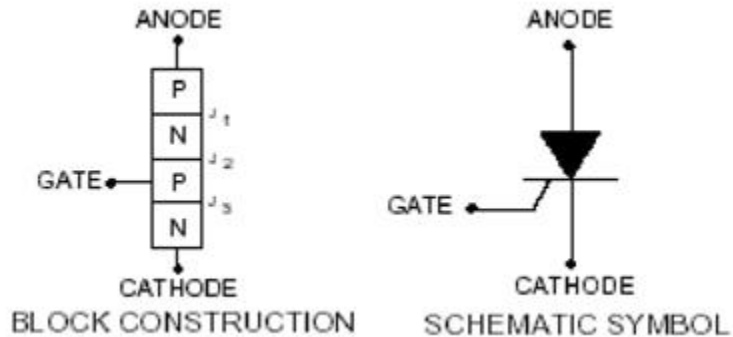 ANODE
P
J1
N
J2
GATE
P
J3
N
CATHODE
BLOCK CONSTRUCTION
ANODE
GATE
CATHODE
SCHEMATIC SYMBOL